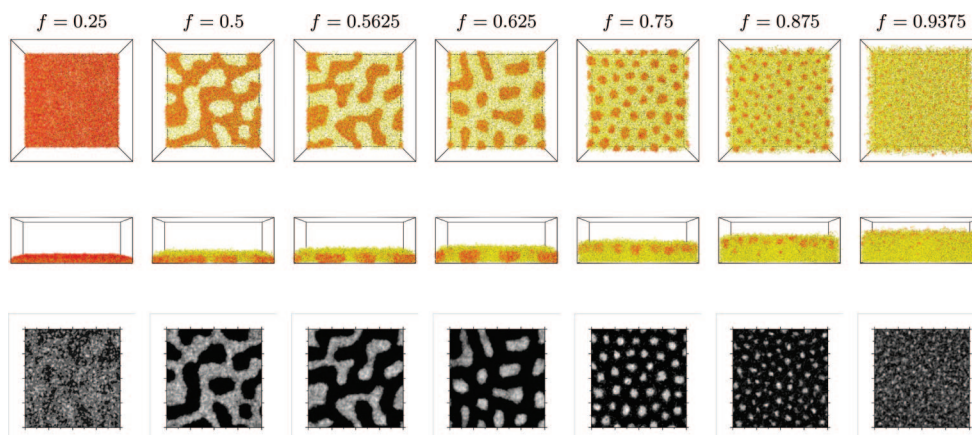 f = 0.25 f = 0.5 f = 0.5625 f = 0.625 f = 0.75 f = 0.875 f = 0.9375